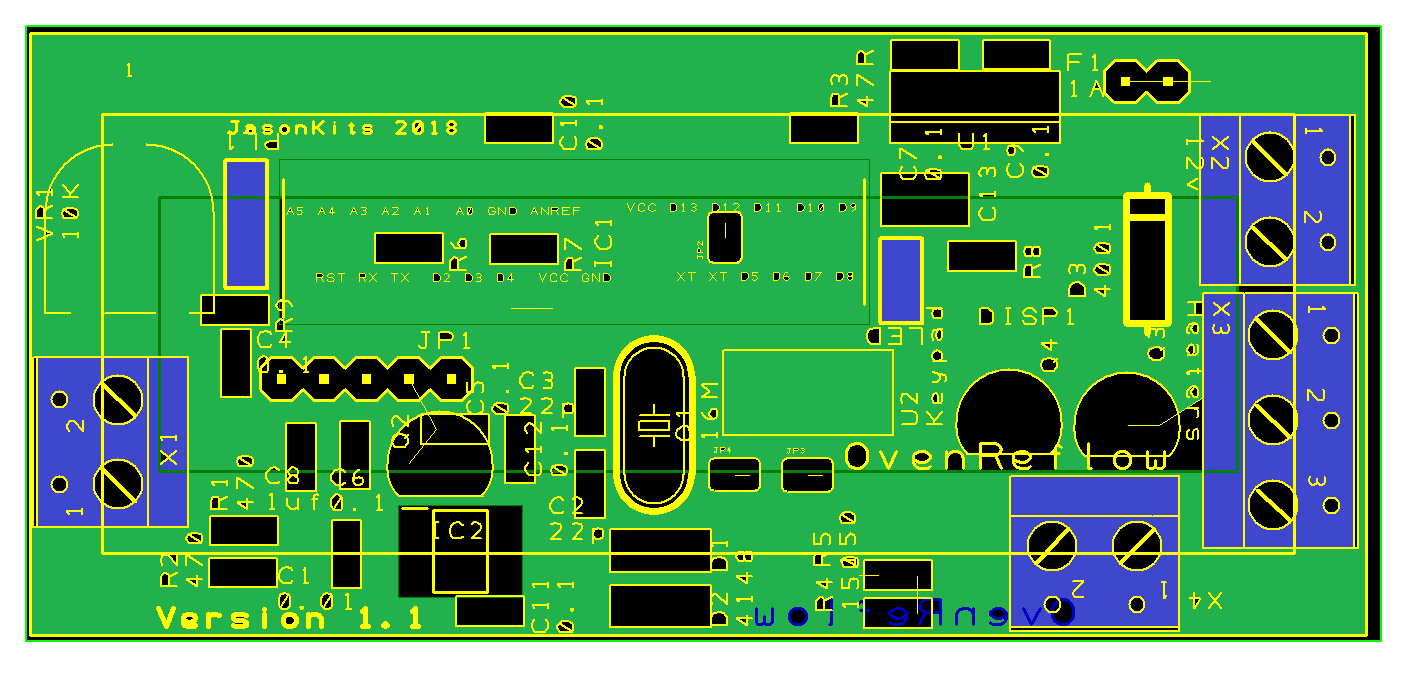 1
R3
47R
F1
1A
JasonKits 2018
PL1
C10
0.1
U1
C7
0.1
C9
0.1
C13
X2
12v
1
2
VR1
10K
A5 A4 A3 A2 A1 A0 GND ANREF
VCC D13 D12 D11 D10 D9
IC1
R6
R7
JP2
RST RX TX D2 D3 D4 VCC GND
XT XT D5 D6 D7 D8
R8
D3
4001
R9
C4
0.1
JP1
LED
DISP1
Keypad
U2
Q4
Q3
Heaters
X3
1
2
3
C5
0.1
C3
22p
Q1
16M
Q2
C12
0.1
X1
2
1
JP4
JP3
OvenReflow
C8
1uf
C6
0.1
R1
470
R2
470
C1
0.1
IC2
C2
22p
D1
D2
4148
C11
0.1
R5
R4
150
X4
2
1
Version 1.1
OvenReflow